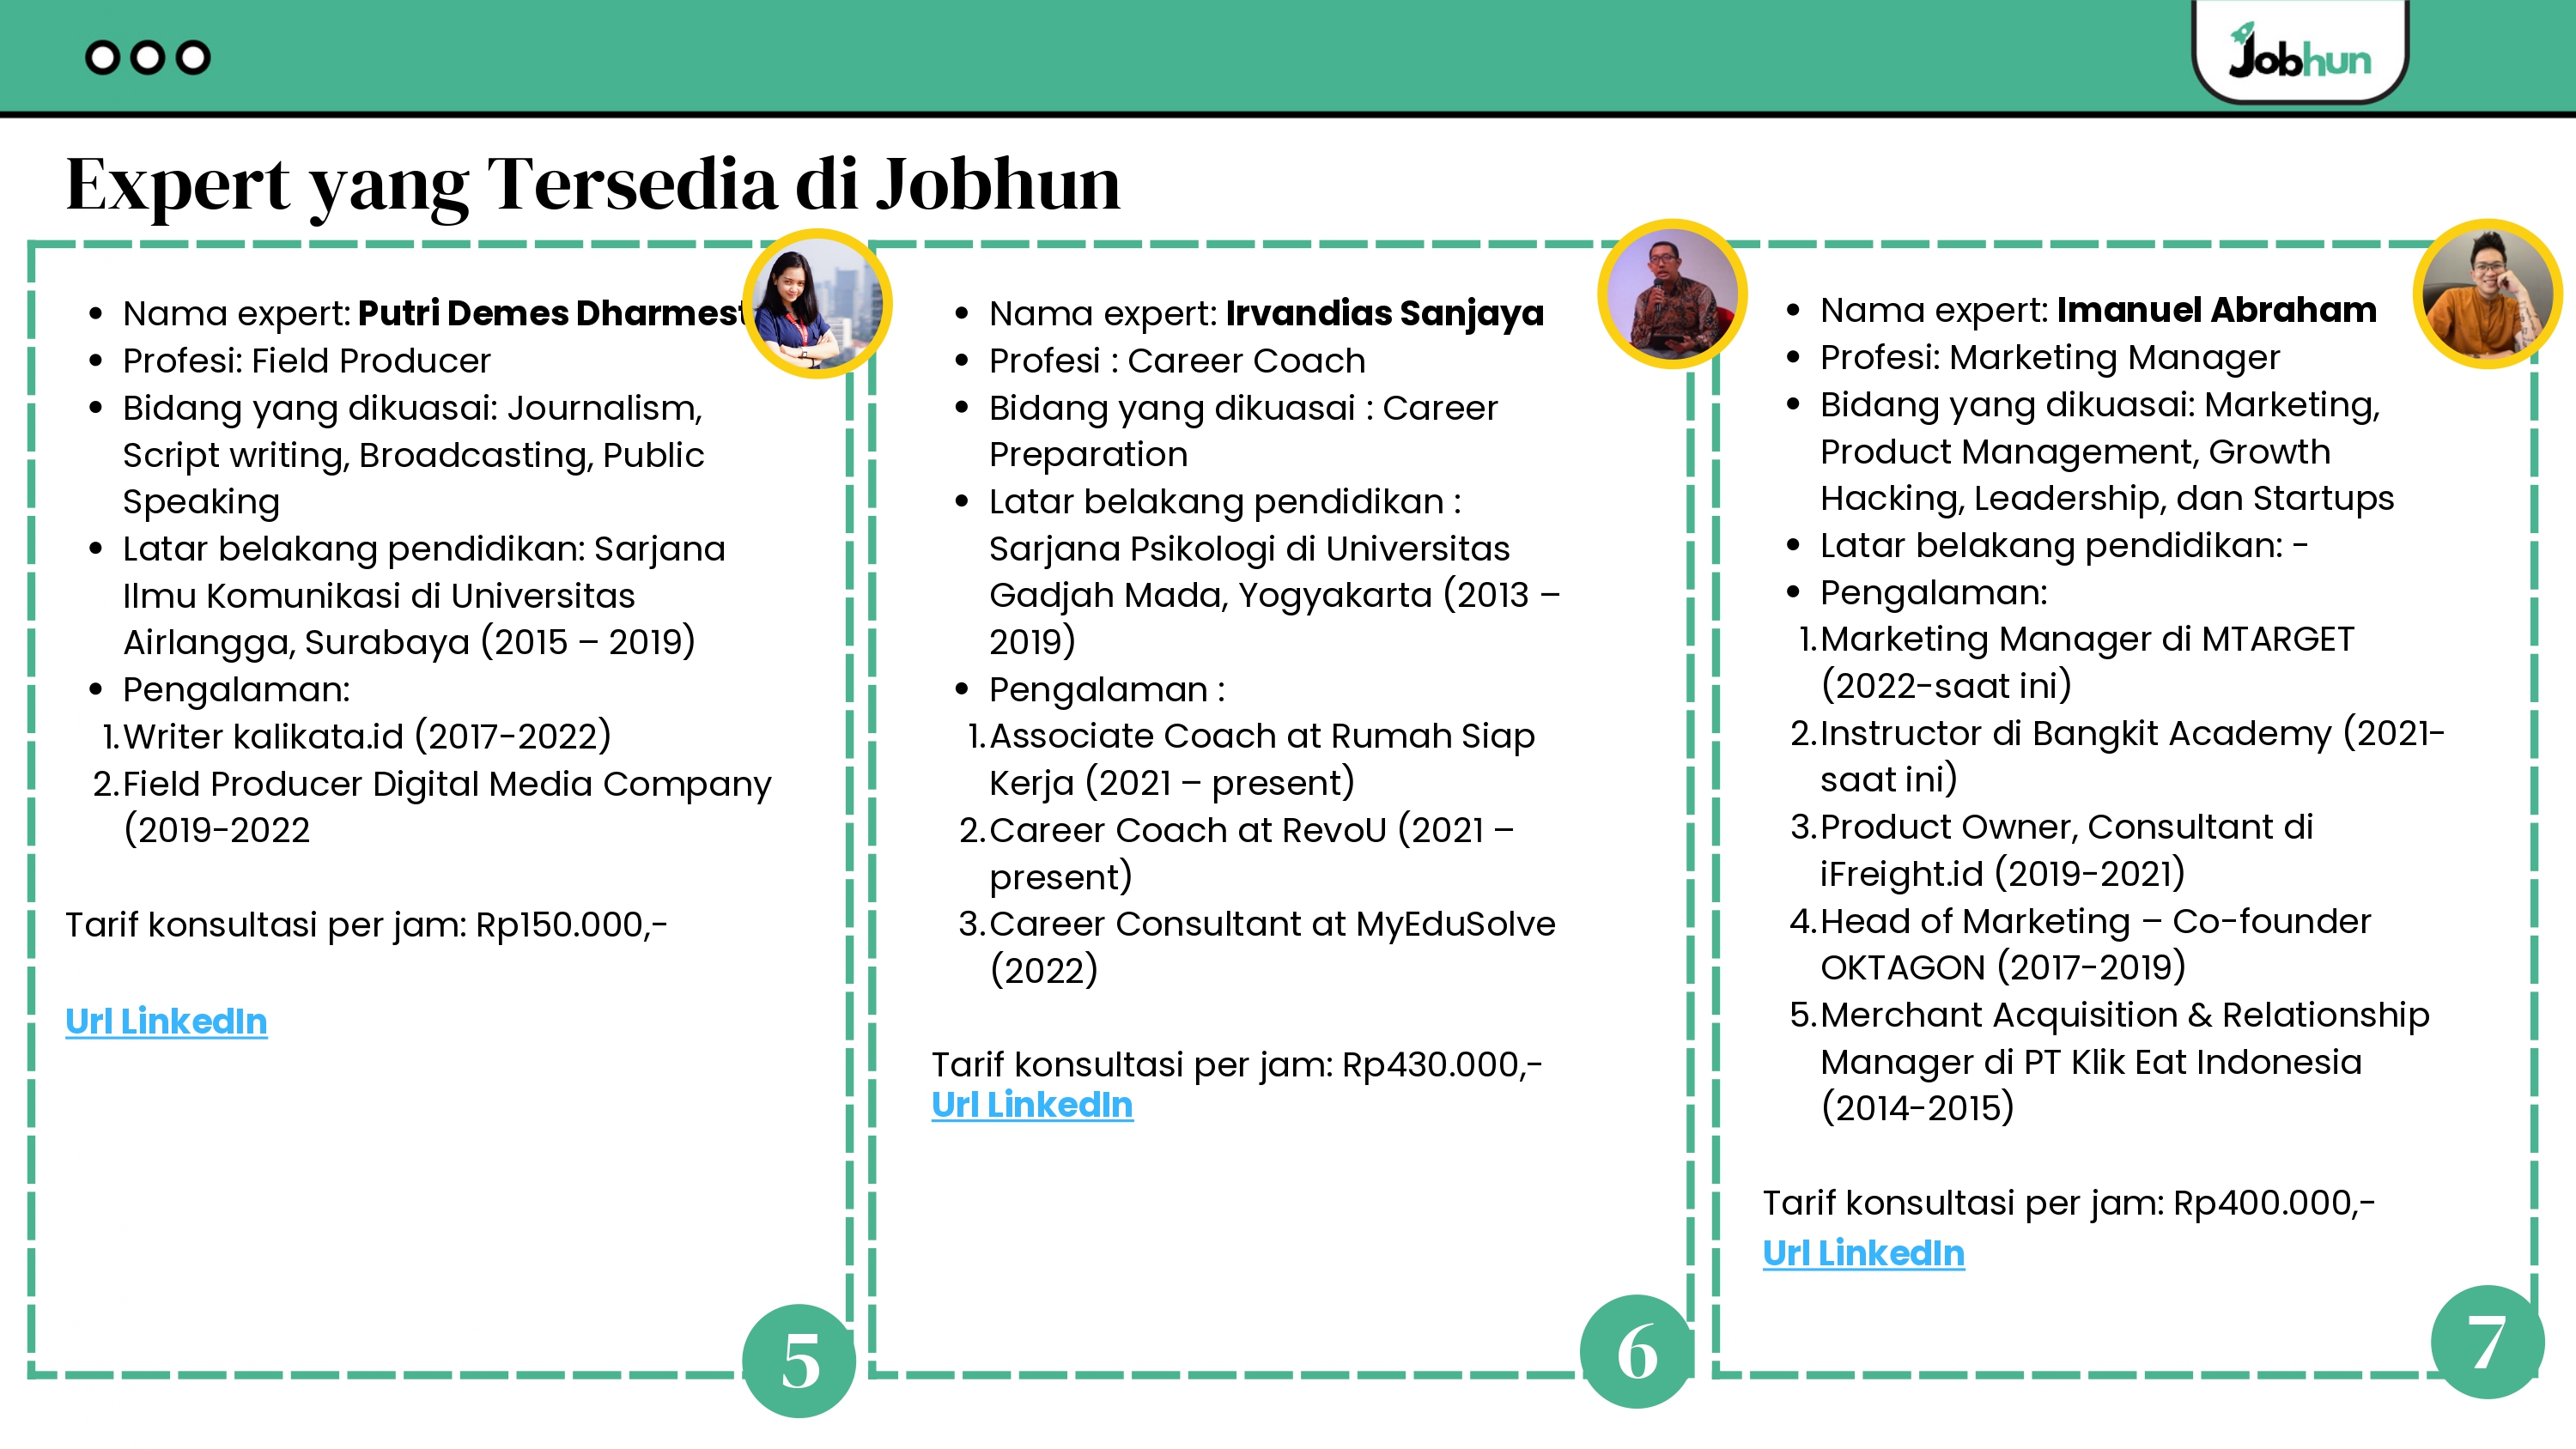 Jobhun
Expert yang Tersedia di Jobhun
Nama expert: Putri Demes
Profesi: Field Producer
Bidang yang dikuasai: Journalism,
Script writing, Broadcasting, Public
Speaking
Latar belakang pendidikan: Sarjana
Ilmu Komunikasi di Universitas
Airlangga, Surabaya (2015 – 2019)
Pengalaman:
1. Writer kalikata.id (2017-2022)
2. Field Producer Digital Media Company
(2019-2022
Tarif konsultasi per jam: Rp150.000,-
Url LinkedIn
5
Nama expert: Irvandias Sanjaya
Profesi : Career Coach
Bidang yang dikuasai : Career
Preparation
Latar belakang pendidikan :
Sarjana Psikologi di Universitas
Gadjah Mada, Yogyakarta (2013 –
2019)
Pengalaman :
1. Associate Coach at Rumah Siap
Kerja (2021 – present)
2. Career Coach at RevoU (2021 –
present)
3. Career Consultant at MyEduSolve
(2022)
Tarif konsultasi per jam: Rp430.000,-
Url LinkedIn
6
Nama expert: Imanuel Abraham
Profesi: Marketing Manager
Bidang yang dikuasai: Marketing,
Product Management, Growth
Hacking, Leadership, dan Startups
Latar belakang pendidikan: -
Pengalaman:
1. Marketing Manager di MTARGET
(2022-saat ini)
2. Instructor di Bangkit Academy (2021-
saat ini)
3. Product Owner, Consultant di
iFreight.id (2019-2021)
4. Head of Marketing – Co-founder
OKTAGON (2017-2019)
5. Merchant Acquisition & Relationship
Manager di PT Klik Eat Indonesia
(2014-2015)
Tarif konsultasi per jam: Rp400.000,-
Url LinkedIn
7